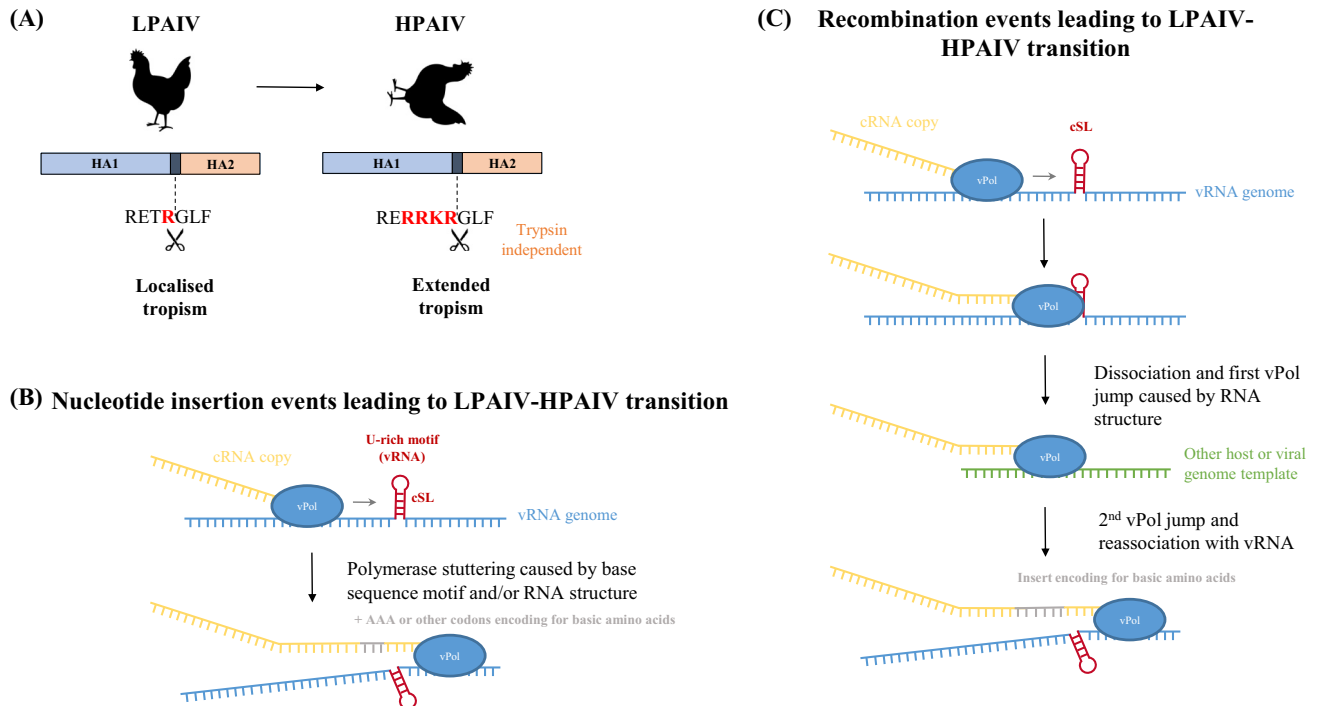 (A)
LPAIV
HPAIV
HA1
HA2
HA1
HA2
RETRGLF
RERRRKRGLF
Trypsin
independent
Localised
tropism
Extended
tropism
(B) Nucleotide insertion events leading to LPAIV-HPAIV transition
U-rich motif
(vRNA)
cRNA copy
cSL
vPol
vRNA genome
Polymerase stuttering caused by base
sequence motif and/or RNA structure
+ AAA or other codons encoding for basic amino acids
vPol
(C) Recombination events leading to LPAIV-
HPAIV transition
cRNA copy
cSL
vPol
vRNA genome
vPol
Dissociation and first vPol
jump caused by RNA
structure
vPol
Other host or viral
genome template
2nd vPol jump and
reassociation with vRNA
Insert encoding for basic amino acids
vPol